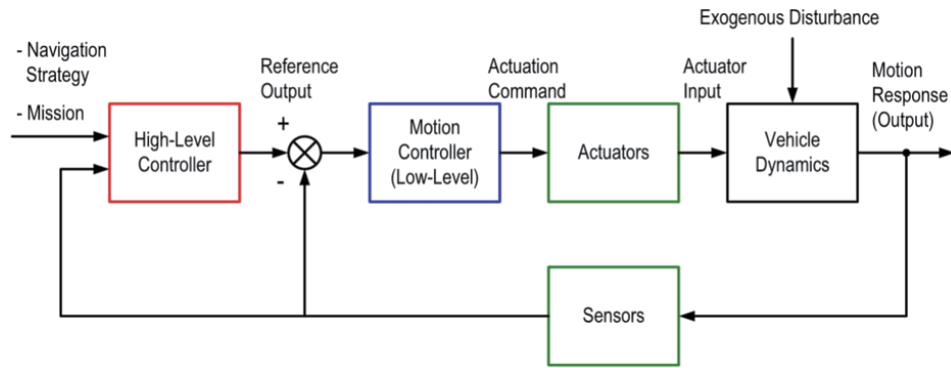 Exogenous Disturbance
- Navigation
Strategy
- Mission
Reference
Output
Actuation
Command
Actuator
Input
Motion
Response
(Output)
+
-
High-Level
Controller
Motion
Controller
(Low-Level)
Actuators
Vehicle
Dynamics
Sensors